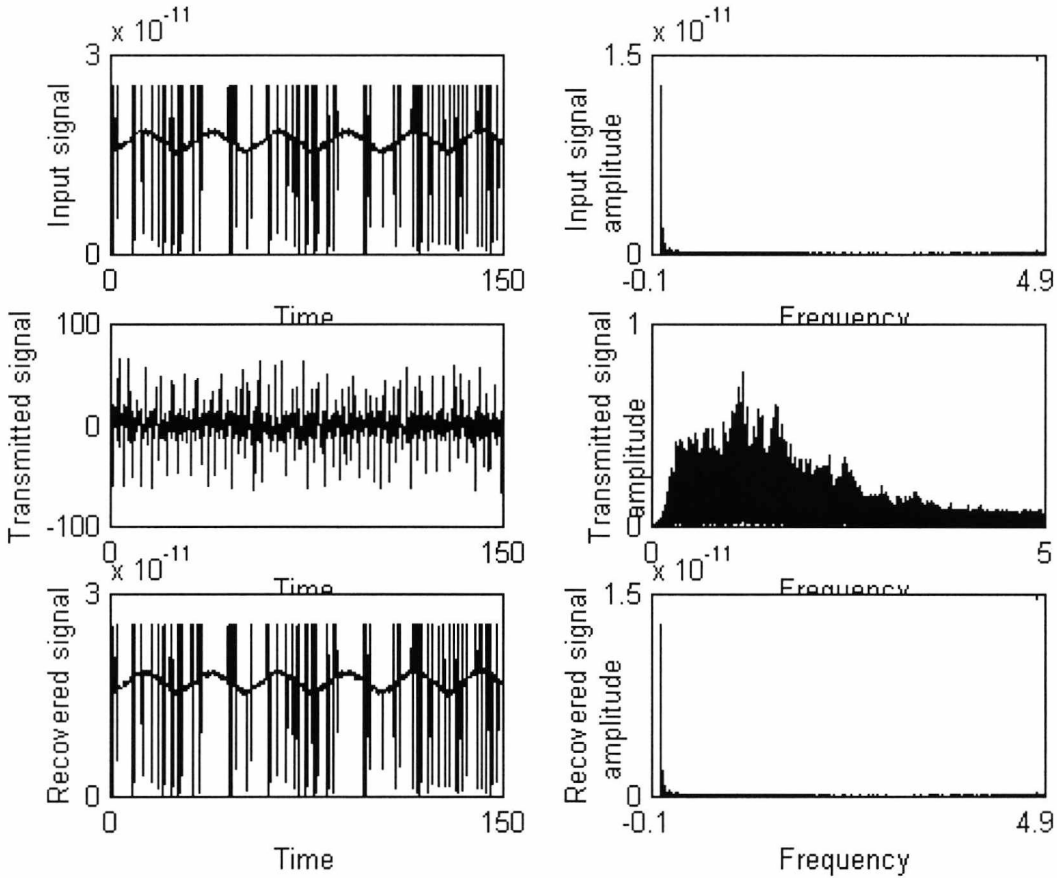 x 10-11
3
Input signal
0
0
150
Time
x 10-11
1.5
Input signal
amplitude
0
-0.1
4.9
Frequency
100
Transmitted signal
0
-100
0
150
Time
1
Transmitted signal
amplitude
0
0
5
Frequency
x 10-11
3
Recovered signal
0
0
150
Time
x 10-11
1.5
Recovered signal
amplitude
0
-0.1
4.9
Frequency